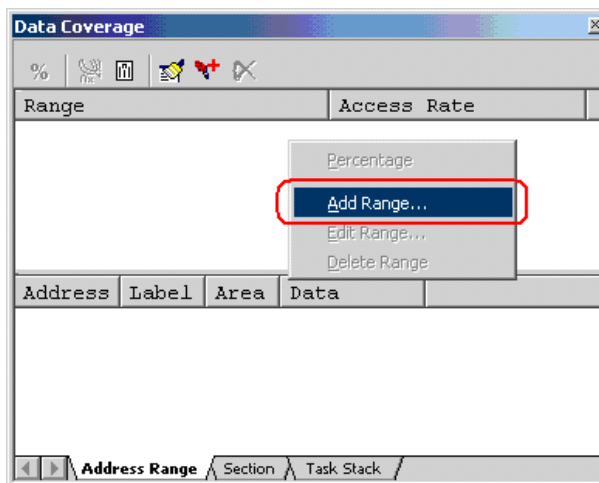 Data Coverage
%
Range Access Rate
Percentage
Add Range...
Edit Range...
Delete Range
Address Label Area Data
Address Range Section Task Stack